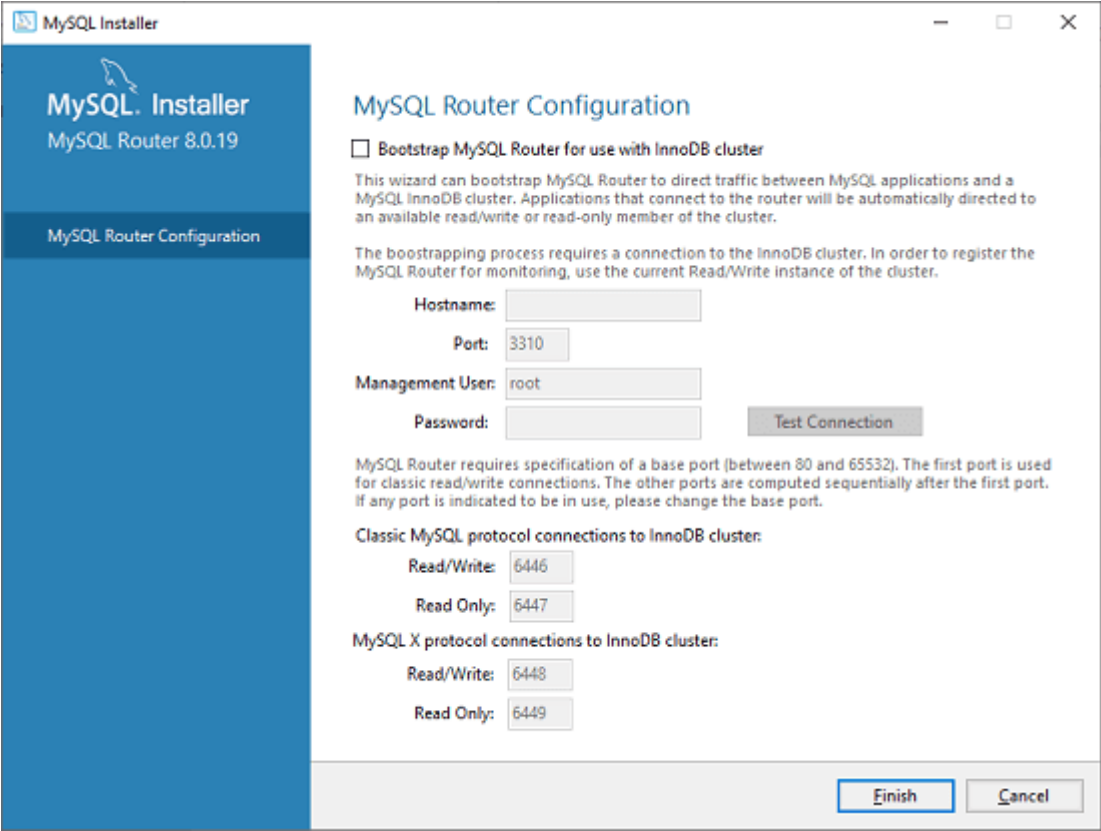 MySQL Installer
MySQL. Installer
MySQL Router 8.0.19
MySQL Router Configuration
MySQL Router Configuration
Bootstrap MySQL Router for use with InnoDB cluster
This wizard can bootstrap MySQL Router to direct traffic between MySQL applications and a
MySQL InnoDB cluster. Applications that connect to the router will be automatically directed to
an available read/write or read-only member of the cluster.
The boostrapping process requires a connection to the InnoDB cluster. In order to register the
MySQL Router for monitoring, use the current Read/Write instance of the cluster.
Hostname:
Port: 3310
Management User: root
Password: Test Connection
MySQL Router requires specification of a base port (between 80 and 65532). The first port is used
for classic read/write connections. The other ports are computed sequentially after the first port.
If any port is indicated to be in use, please change the base port.
Classic MySQL protocol connections to InnoDB cluster:
Read/Write: 6446
Read Only: 6447
MySQL X protocol connections to InnoDB cluster:
Read/Write: 6448
Read Only: 6449
Finish Cancel